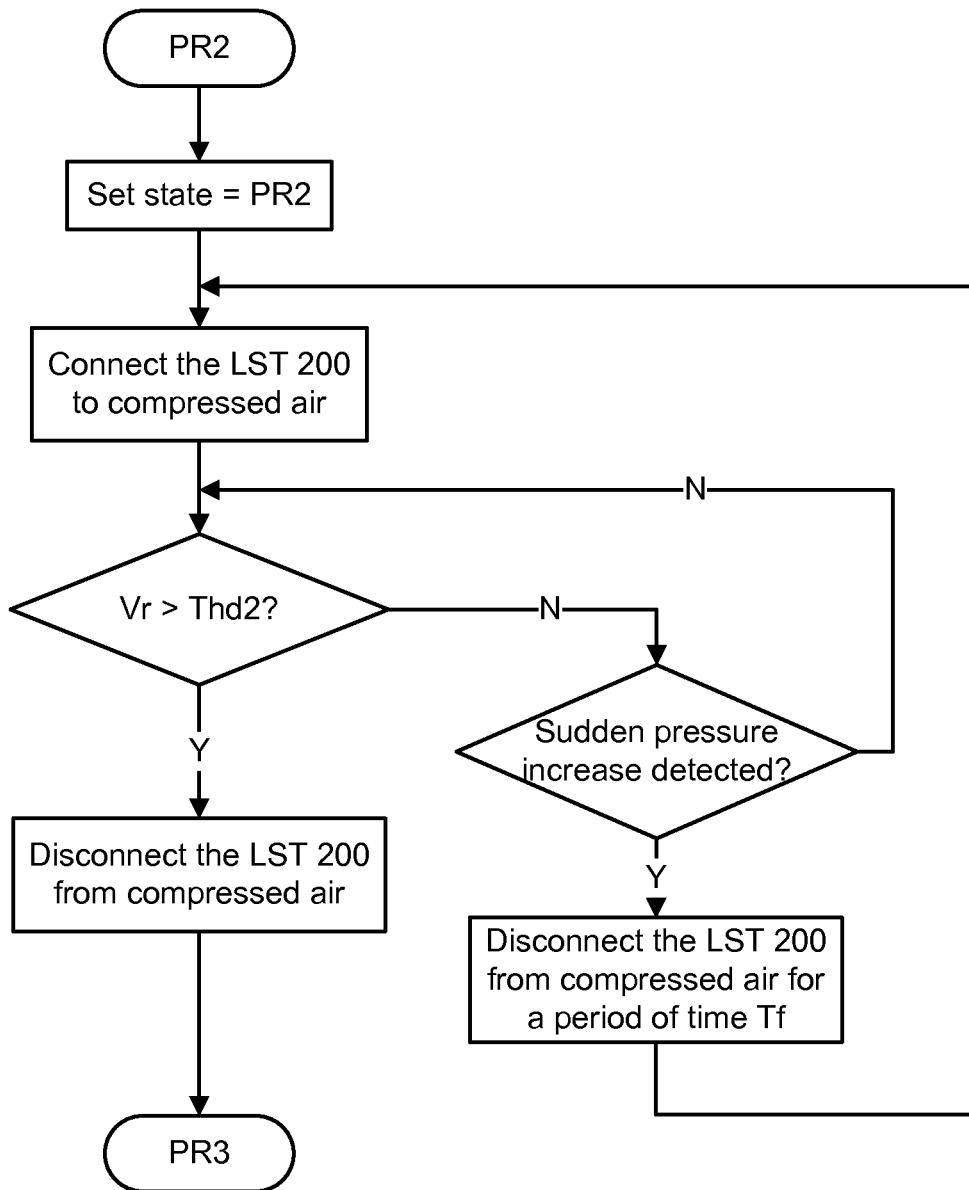 PR2
Set state = PR2
Connect the LST 200
to compressed air
N
Vr > Thd2?
N
Sudden pressure
increase detected?
Y
Y
Disconnect the LST 200
from compressed air
Disconnect the LST 200
from compressed air for
a period of time Tf
PR3